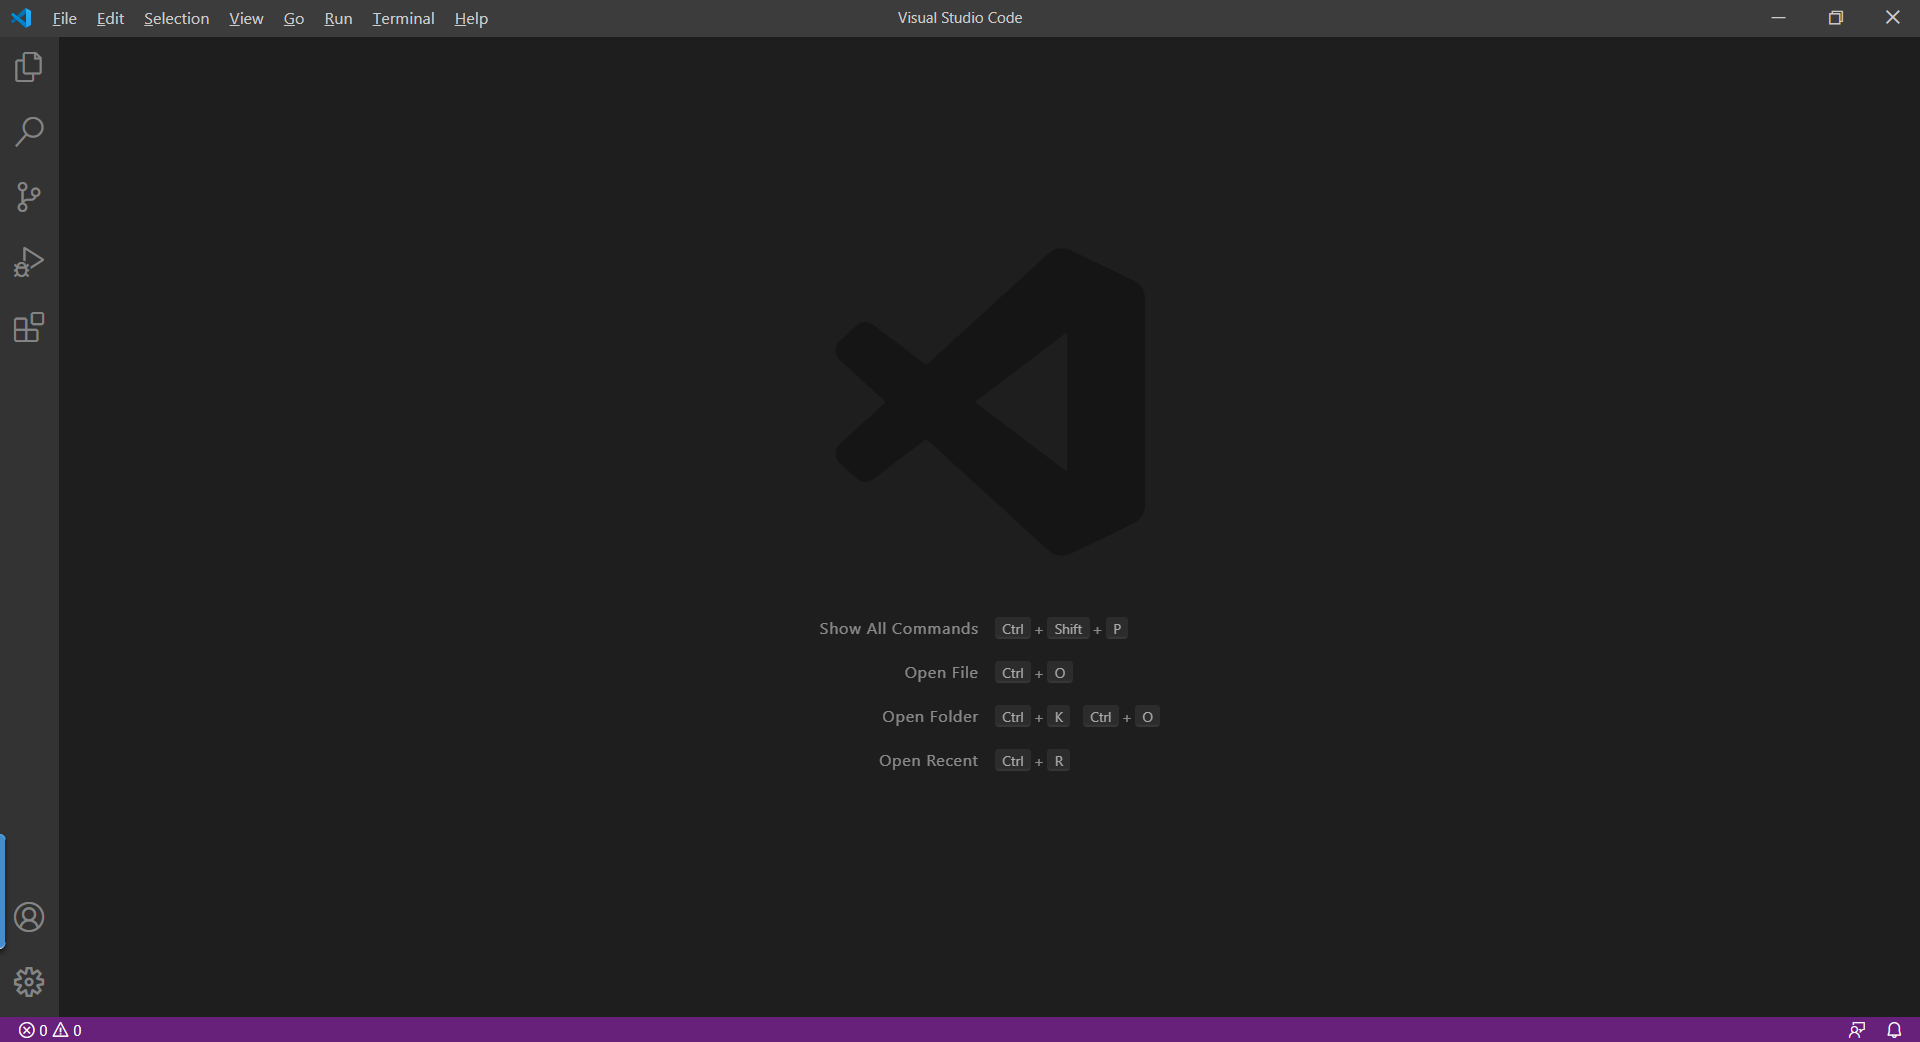 File Edit Selection View Go Run Terminal Help Visual Studio Code
Show All Commands Ctrl + Shift + P
Open File Ctrl + O
Open Folder Ctrl + K Ctrl + O
Open Recent Ctrl + R
0 0